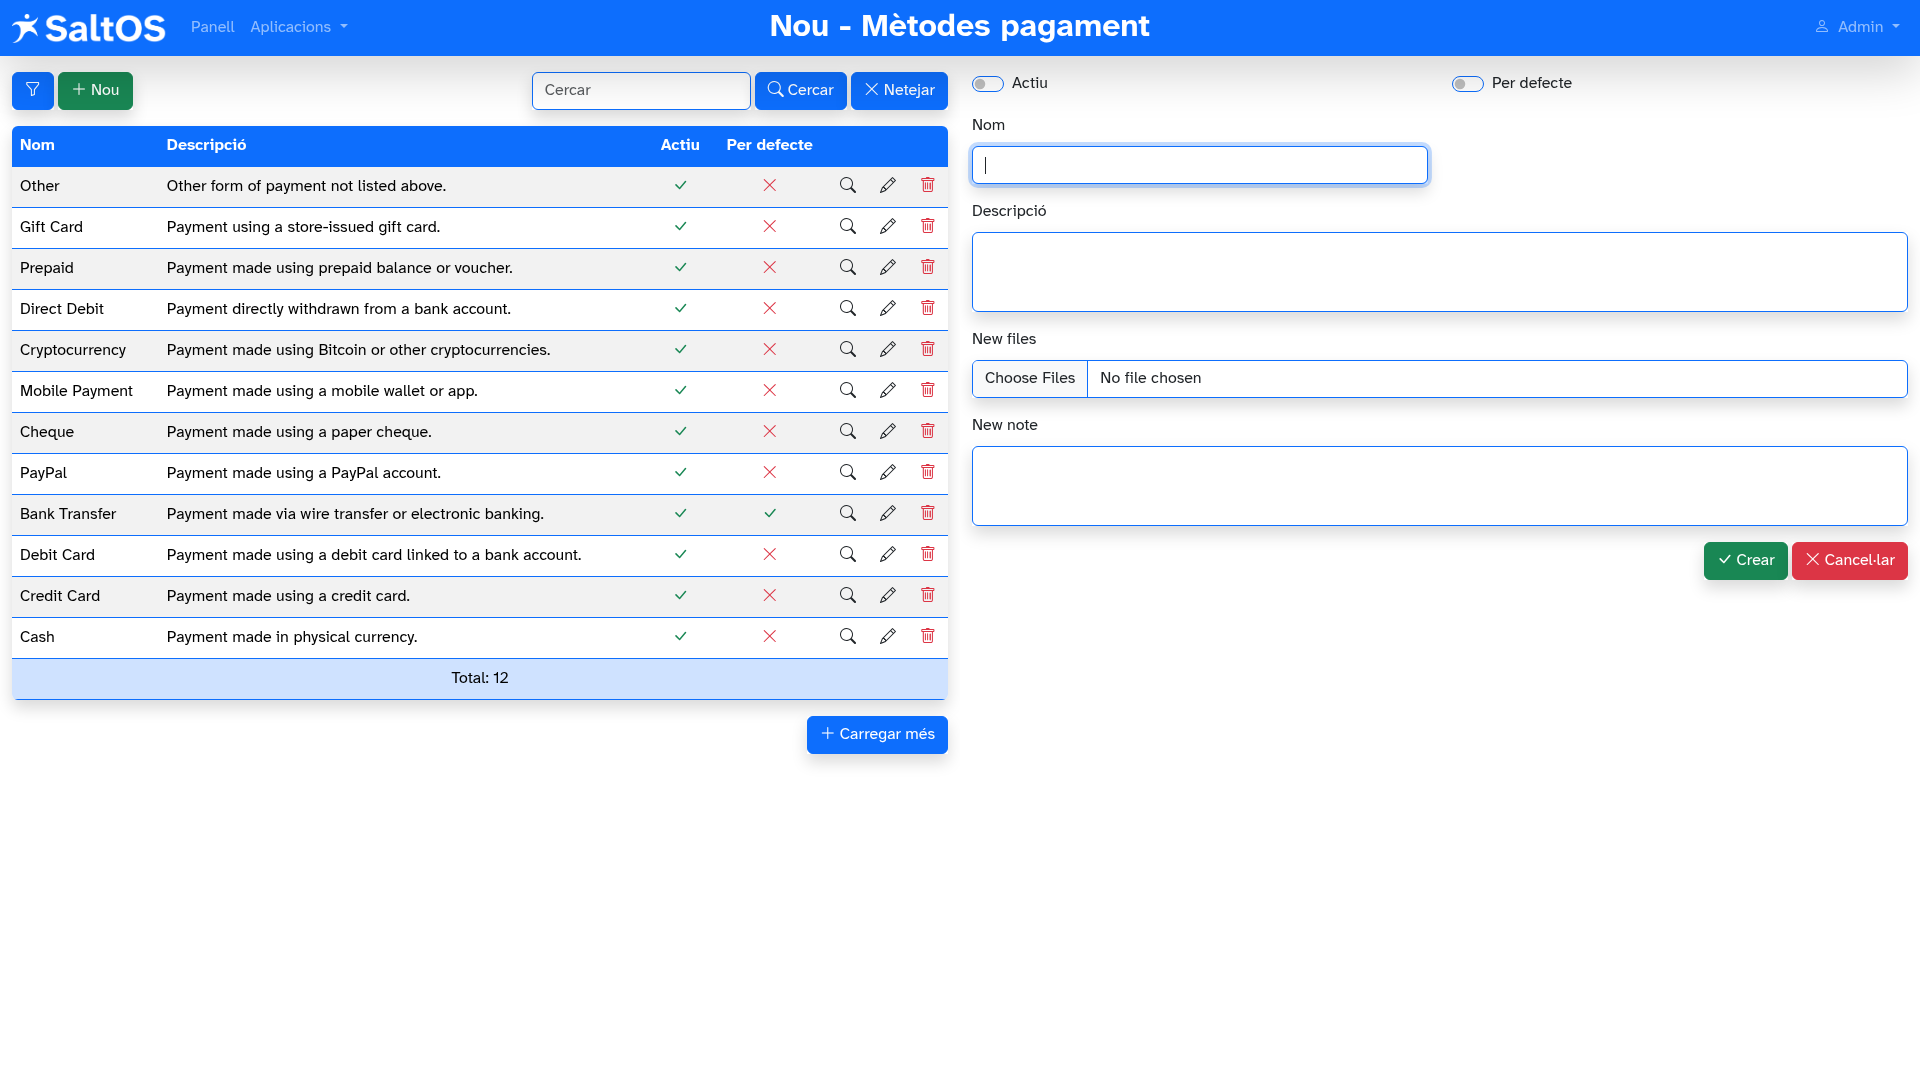 SaltOS Panell Aplicacions Nou - Mètodes pagament Admin
Nou Cercar Cercar Netejar
Nom Descripció Actiu Per defecte
Other Other form of payment not listed above.
Gift Card Payment using a store-issued gift card.
Prepaid Payment made using prepaid balance or voucher.
Direct Debit Payment directly withdrawn from a bank account.
Cryptocurrency Payment made using Bitcoin or other cryptocurrencies.
Mobile Payment Payment made using a mobile wallet or app.
Cheque Payment made using a paper cheque.
PayPal Payment made using a PayPal account.
Bank Transfer Payment made via wire transfer or electronic banking.
Debit Card Payment made using a debit card linked to a bank account.
Credit Card Payment made using a credit card.
Cash Payment made in physical currency.
Total: 12
Carregar més
Actiu Per defecte
Nom
Descripció
New files
Choose Files No file chosen
New note
Crear Cancel·lar